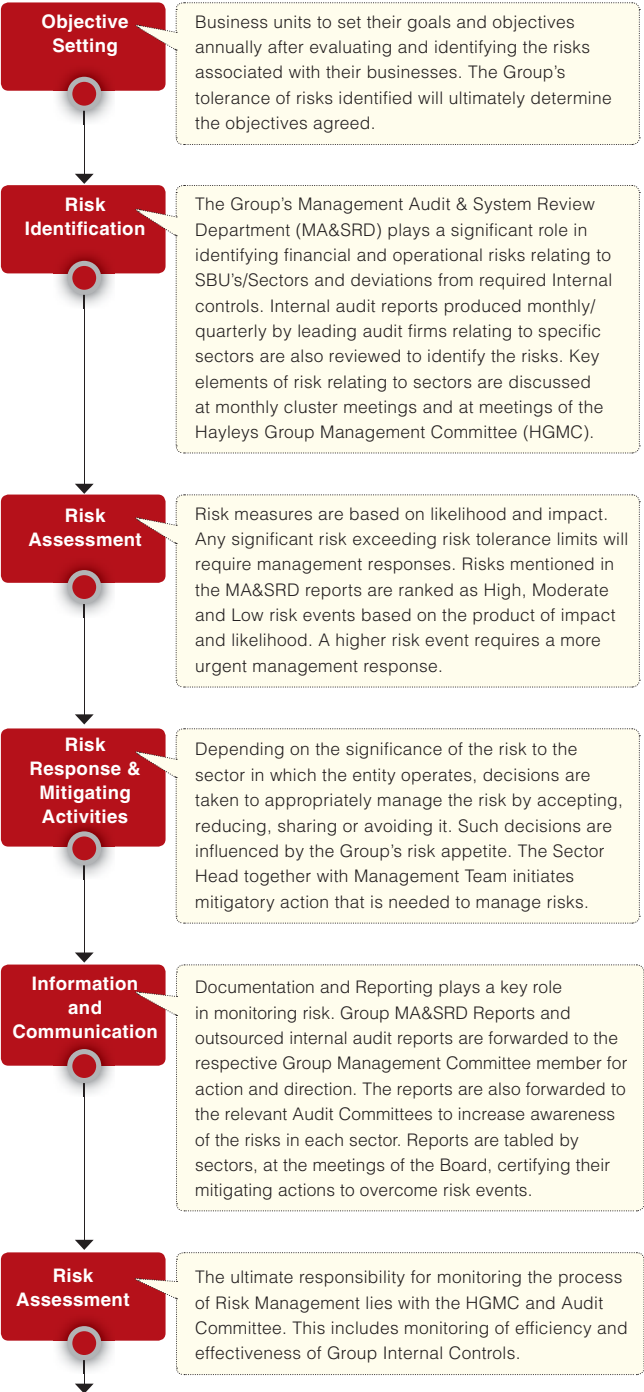 Objective
Setting
Business units to set their goals and objectives
annually after evaluating and identifying the risks
associated with their businesses. The Group's
tolerance of risks identified will ultimately determine
the objectives agreed.
Risk
Identification
The Group's Management Audit & System Review
Department (MA&SRD) plays a significant role in
identifying financial and operational risks relating to
SBU's/Sectors and deviations from required Internal
controls. Internal audit reports produced monthly/
quarterly by leading audit firms relating to specific
sectors are also reviewed to identify the risks. Key
elements of risk relating to sectors are discussed
at monthly cluster meetings and at meetings of the
Hayleys Group Management Committee (HGMC).
Risk
Assessment
Risk measures are based on likelihood and impact.
Any significant risk exceeding risk tolerance limits will
require management responses. Risks mentioned in
the MA&SRD reports are ranked as High, Moderate
and Low risk events based on the product of impact
and likelihood. A higher risk event requires a more
urgent management response.
Risk
Response &
Mitigating
Activities
Depending on the significance of the risk to the
sector in which the entity operates, decisions are
taken to appropriately manage the risk by accepting,
reducing, sharing or avoiding it. Such decisions are
influenced by the Group's risk appetite. The Sector
Head together with Management Team initiates
mitigatory action that is needed to manage risks.
Information
and
Communication
Documentation and Reporting plays a key role
in monitoring risk. Group MA&SRD Reports and
outsourced internal audit reports are forwarded to the
respective Group Management Committee member for
action and direction. The reports are also forwarded to
the relevant Audit Committees to increase awareness
of the risks in each sector. Reports are tabled by
sectors, at the meetings of the Board, certifying their
mitigating actions to overcome risk events.
Risk
Assessment
The ultimate responsibility for monitoring the process
of Risk Management lies with the HGMC and Audit
Committee. This includes monitoring of efficiency and
effectiveness of Group Internal Controls.